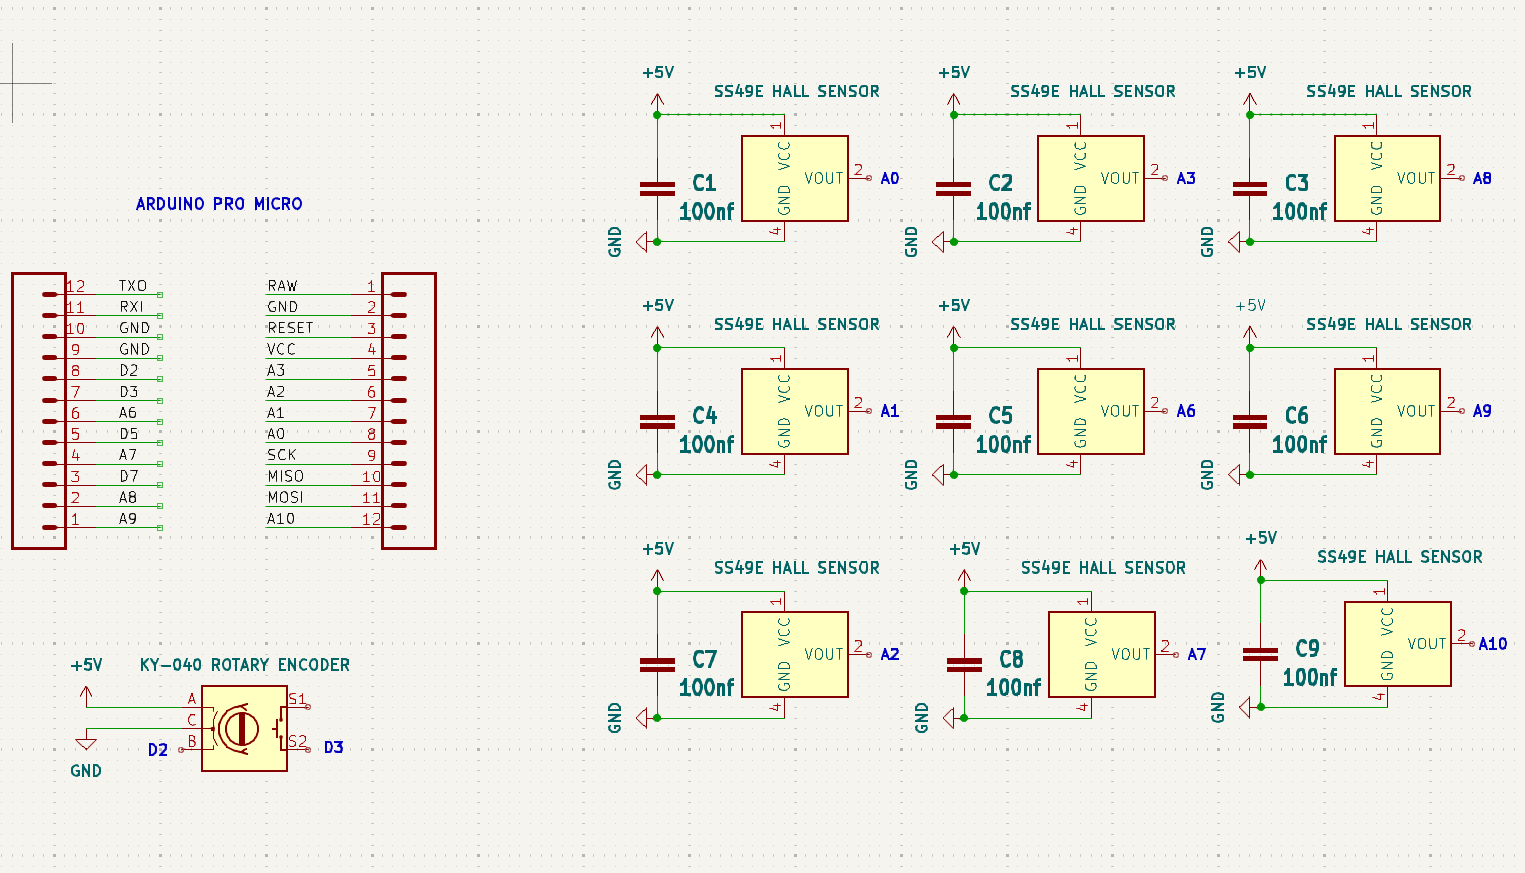 ARDUINO PRO MICRO
12 TXO
11 RXI
10 GND
9 GND
8 D2
7 D3
6 A6
5 D5
4 A7
3 D7
2 A8
1 A9
RAW 1
GND 2
RESET 3
VCC 4
A3 5
A2 6
A1 7
A0 8
SCK 9
MISO 10
MOSI 11
A10 12
+5V KY-040 ROTARY ENCODER
A S1
C
D2 B S2 D3
GND
+5V
SS49E HALL SENSOR
1
VCC
C1
100nf
VOUT 2 A0
GND
4
GND
+5V
SS49E HALL SENSOR
1
VCC
C2
100nf
VOUT 2 A3
GND
4
GND
+5V
SS49E HALL SENSOR
1
VCC
C3
100nf
VOUT 2 A8
GND
4
GND
+5V
SS49E HALL SENSOR
1
VCC
C4
100nf
VOUT 2 A1
GND
4
GND
+5V
SS49E HALL SENSOR
1
VCC
C5
100nf
VOUT 2 A6
GND
4
GND
+5V
SS49E HALL SENSOR
1
VCC
C6
100nf
VOUT 2 A9
GND
4
GND
+5V
SS49E HALL SENSOR
1
VCC
C7
100nf
VOUT 2 A2
GND
4
GND
+5V
SS49E HALL SENSOR
1
VCC
C8
100nf
VOUT 2 A7
GND
4
GND
+5V
SS49E HALL SENSOR
1
VCC
C9
100nf
VOUT 2 A10
GND
4
GND